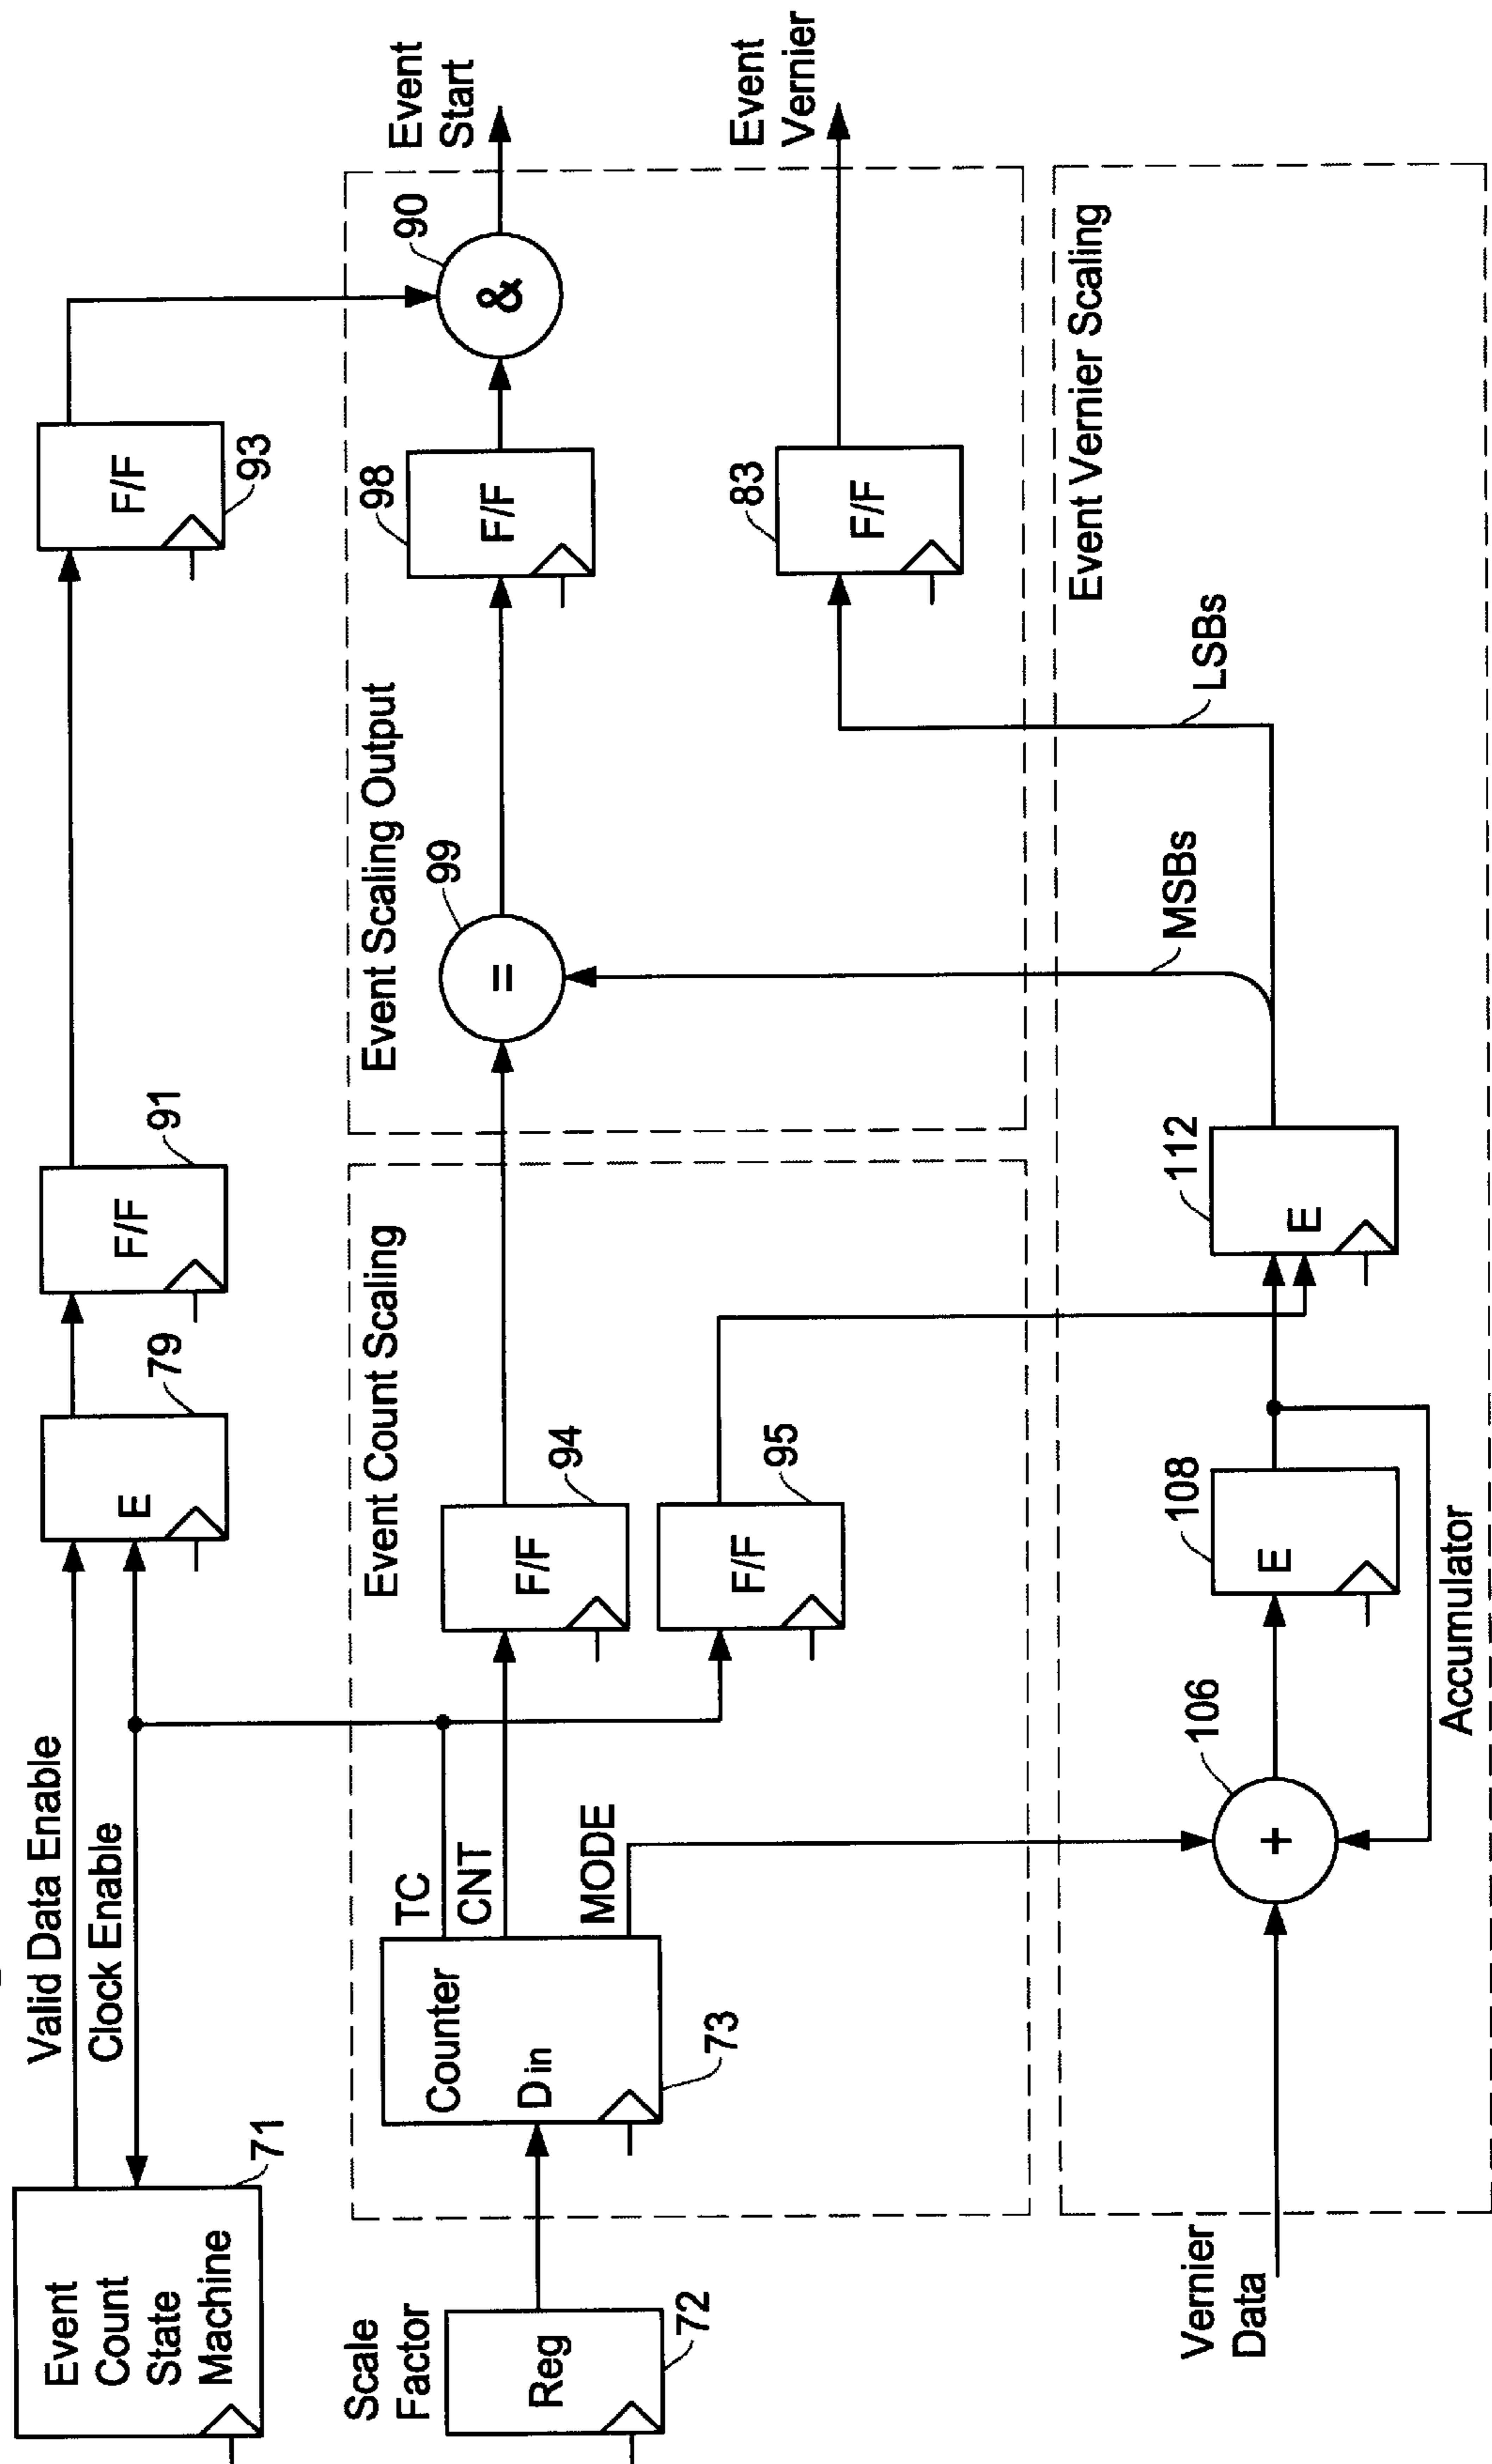 Event
Count
State
Machine
71
Valid Data Enable
Clock Enable
E
79
F/F
91
F/F
93
Scale
Factor
Reg
72
Event Count Scaling
Counter
Din
73
TC
CNT
MODE
F/F
94
F/F
95
Event Scaling Output
=
99
F/F
98
&
90
Event
Start
F/F
83
Event
Vernier
Event Vernier Scaling
Vernier
Data
+
106
E
108
Accumulator
E
112
MSBs
LSBs